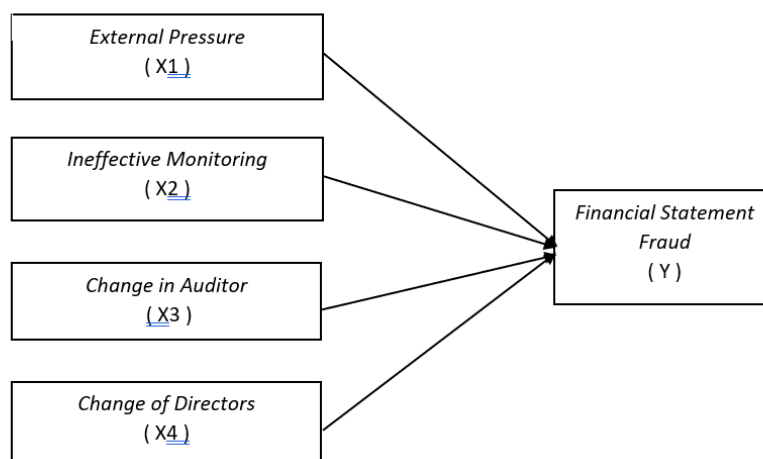 External Pressure
( X1 )
Ineffective Monitoring
( X2 )
Change in Auditor
( X3 )
Change of Directors
( X4 )
Financial Statement
Fraud
( Y )